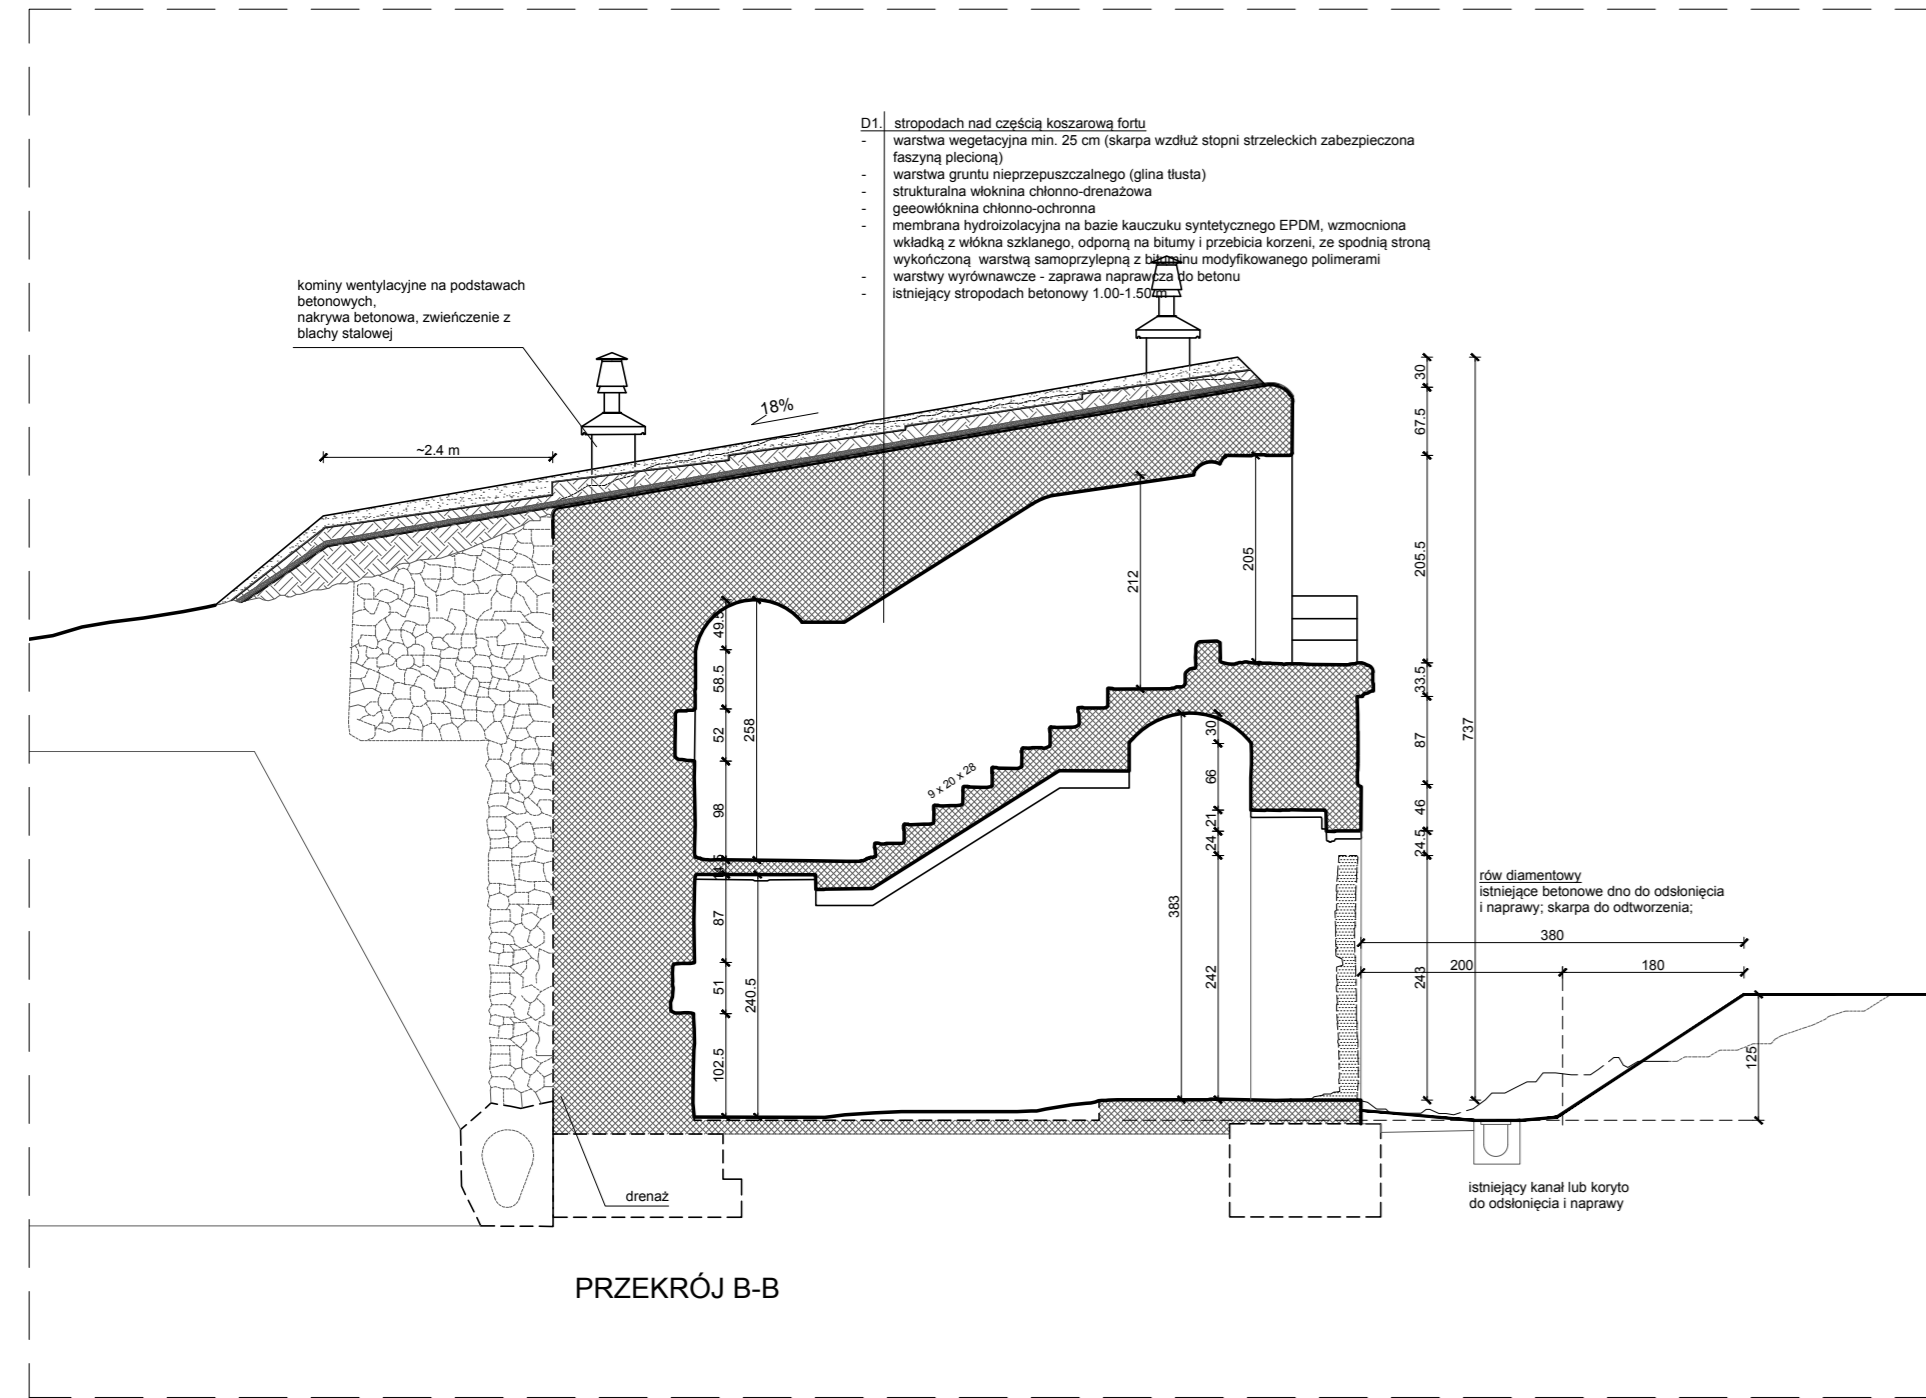 D1. stropodach nad częścią koszarową fortu
- warstwa wegetacyjna min. 25 cm (skarpa wzdłuż stopni strzeleckich zabezpieczona
faszyną plecioną)
- warstwa gruntu nieprzepuszczalnego (glina tłusta)
- strukturalna włoknina chłonno-drenażowa
- geeowłóknina chłonno-ochronna
- membrana hydroizolacyjna na bazie kauczuku syntetycznego EPDM, wzmocniona
wkładką z włókna szklanego, odporną na bitumy i przebicia korzeni, ze spodnią stroną
wykończoną warstwą samoprzylepną z bituminu modyfikowanego polimerami
- warstwy wyrównawcze - zaprawa naprawcza do betonu
- istniejący stropodach betonowy 1.00-1.50 m
kominy wentylacyjne na podstawach
betonowych,
nakrywa betonowa, zwieńczenie z
blachy stalowej
18%
~2.4 m
30
67.5
205.5
33.5
87
46
24.5
243
737
212
205
49.5
58.5
52
98
258
9 x 20 x 28
30
66
21
24
242
383
87
51
102.5
240.5
rów diamentowy
istniejące betonowe dno do odsłonięcia
i naprawy; skarpa do odtworzenia;
380
200
180
125
drenaż
istniejący kanał lub koryto
do odsłonięcia i naprawy
PRZEKRÓJ B-B